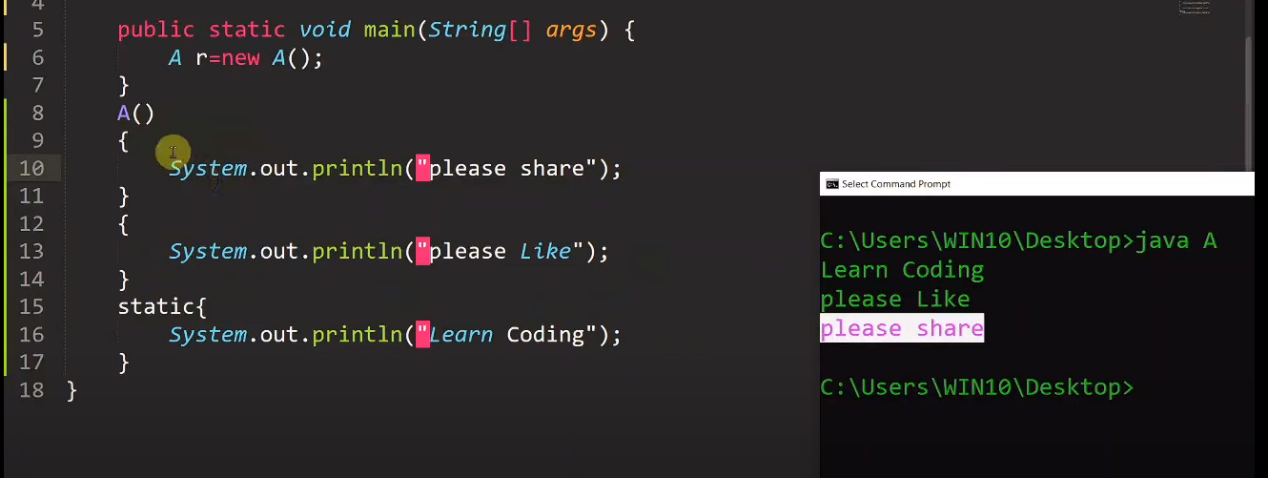 4
5 public static void main(String[] args) {
6 A r=new A();
7 }
8 A()
9 {
10 System.out.println("please share");
11 }
12 {
13 System.out.println("please Like");
14 }
15 static{
16 System.out.println("Learn Coding");
17 }
18 }
Select Command Prompt
C:\Users\WIN10\Desktop>java A
Learn Coding
please Like
please share
C:\Users\WIN10\Desktop>